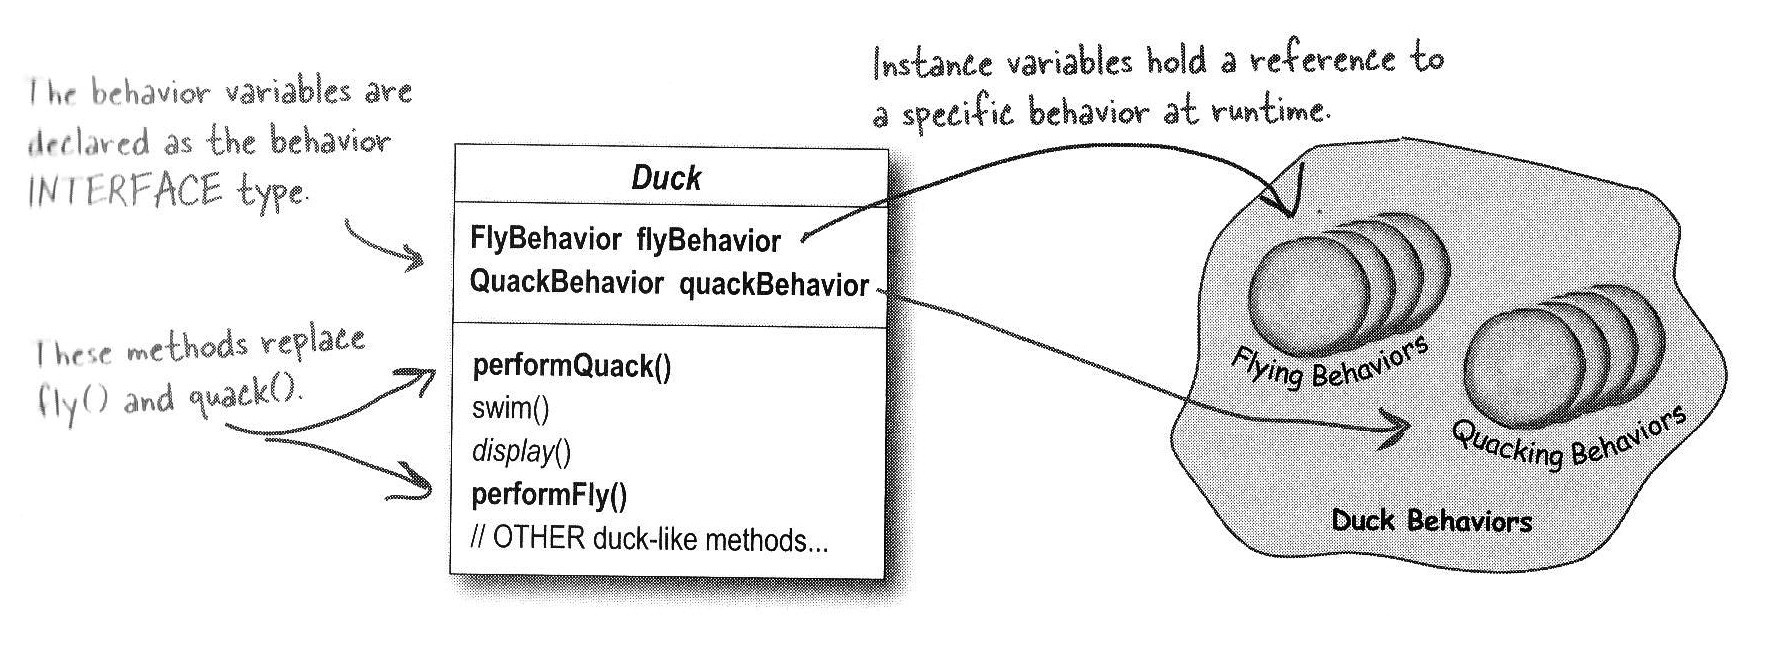 The behavior variables are
declared as the behavior
INTERFACE type.
Instance variables hold a reference to
a specific behavior at runtime.
Duck
FlyBehavior flyBehavior
QuackBehavior quackBehavior
These methods replace
fly() and quack().
performQuack()
swim()
display()
performFly()
// OTHER duck-like methods...
Flying Behaviors
Quacking Behaviors
Duck Behaviors